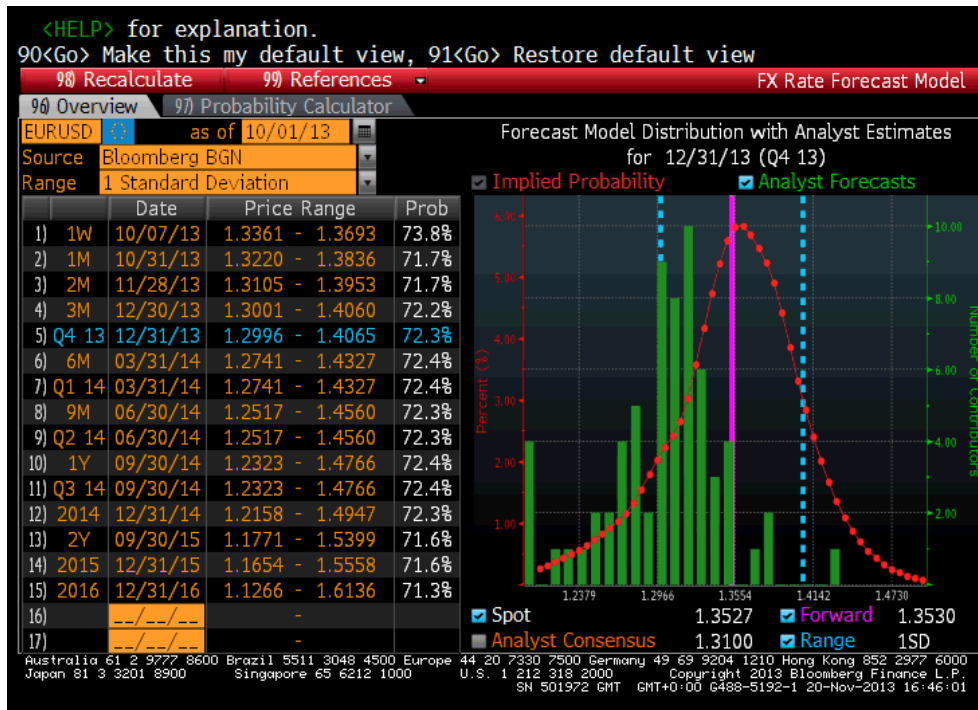 <HELP> for explanation.
90<Go> Make this my default view, 91<Go> Restore default view
98) Recalculate 99) References FX Rate Forecast Model
96) Overview 97) Probability Calculator
EURUSD as of 10/01/13
Source Bloomberg BGN
Range 1 Standard Deviation
Date Price Range Prob
1) 1W 10/07/13 1.3361 - 1.3693 73.8%
2) 1M 10/31/13 1.3220 - 1.3836 71.7%
3) 2M 11/28/13 1.3105 - 1.3953 71.7%
4) 3M 12/30/13 1.3001 - 1.4060 72.2%
5) Q4 13 12/31/13 1.2996 - 1.4065 72.3%
6) 6M 03/31/14 1.2741 - 1.4327 72.4%
7) Q1 14 03/31/14 1.2741 - 1.4327 72.4%
8) 9M 06/30/14 1.2517 - 1.4560 72.3%
9) Q2 14 06/30/14 1.2517 - 1.4560 72.3%
10) 1Y 09/30/14 1.2323 - 1.4766 72.4%
11) Q3 14 09/30/14 1.2323 - 1.4766 72.4%
12) 2014 12/31/14 1.2158 - 1.4947 72.3%
13) 2Y 09/30/15 1.1771 - 1.5399 71.6%
14) 2015 12/31/15 1.1654 - 1.5558 71.6%
15) 2016 12/31/16 1.1266 - 1.6136 71.3%
16) __/__/__ -
17) __/__/__ -
Forecast Model Distribution with Analyst Estimates
for 12/31/13 (Q4 13)
Implied Probability Analyst Forecasts
6.00
5.00
4.00
3.00
2.00
1.00
Percent (%)
10.00
8.00
6.00
4.00
2.00
Number of Contributors
1.2379 1.2966 1.3554 1.4142 1.4730
Spot 1.3527 Forward 1.3530
Analyst Consensus 1.3100 Range 1SD
Australia 61 2 9777 8600 Brazil 5511 3048 4500 Europe 44 20 7330 7500 Germany 49 69 9204 1210 Hong Kong 852 2977 6000
Japan 81 3 3201 8900 Singapore 65 6212 1000 U.S. 1 212 318 2000 Copyright 2013 Bloomberg Finance L.P.
SN 501972 GMT GMT+0:00 G488-5192-1 20-Nov-2013 16:46:01